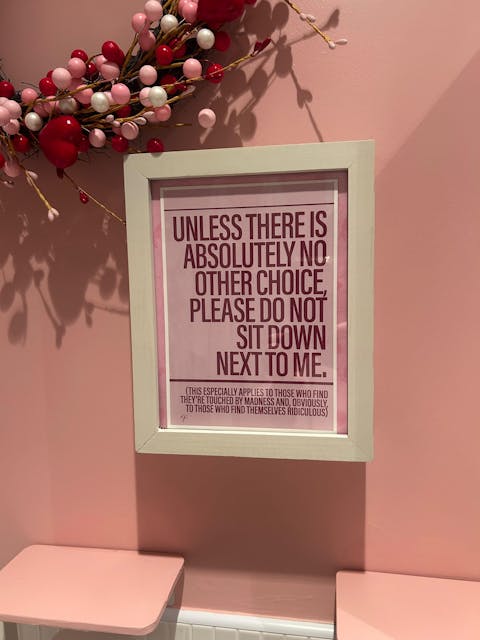 UNLESS THERE IS
ABSOLUTELY NO
OTHER CHOICE,
PLEASE DO NOT
SIT DOWN
NEXT TO ME.
(THIS ESPECIALLY APPLIES TO THOSE WHO FIND
THEY'RE TOUCHED BY MADNESS AND, OBVIOUSLY,
TO THOSE WHO FIND THEMSELVES RIDICULOUS)